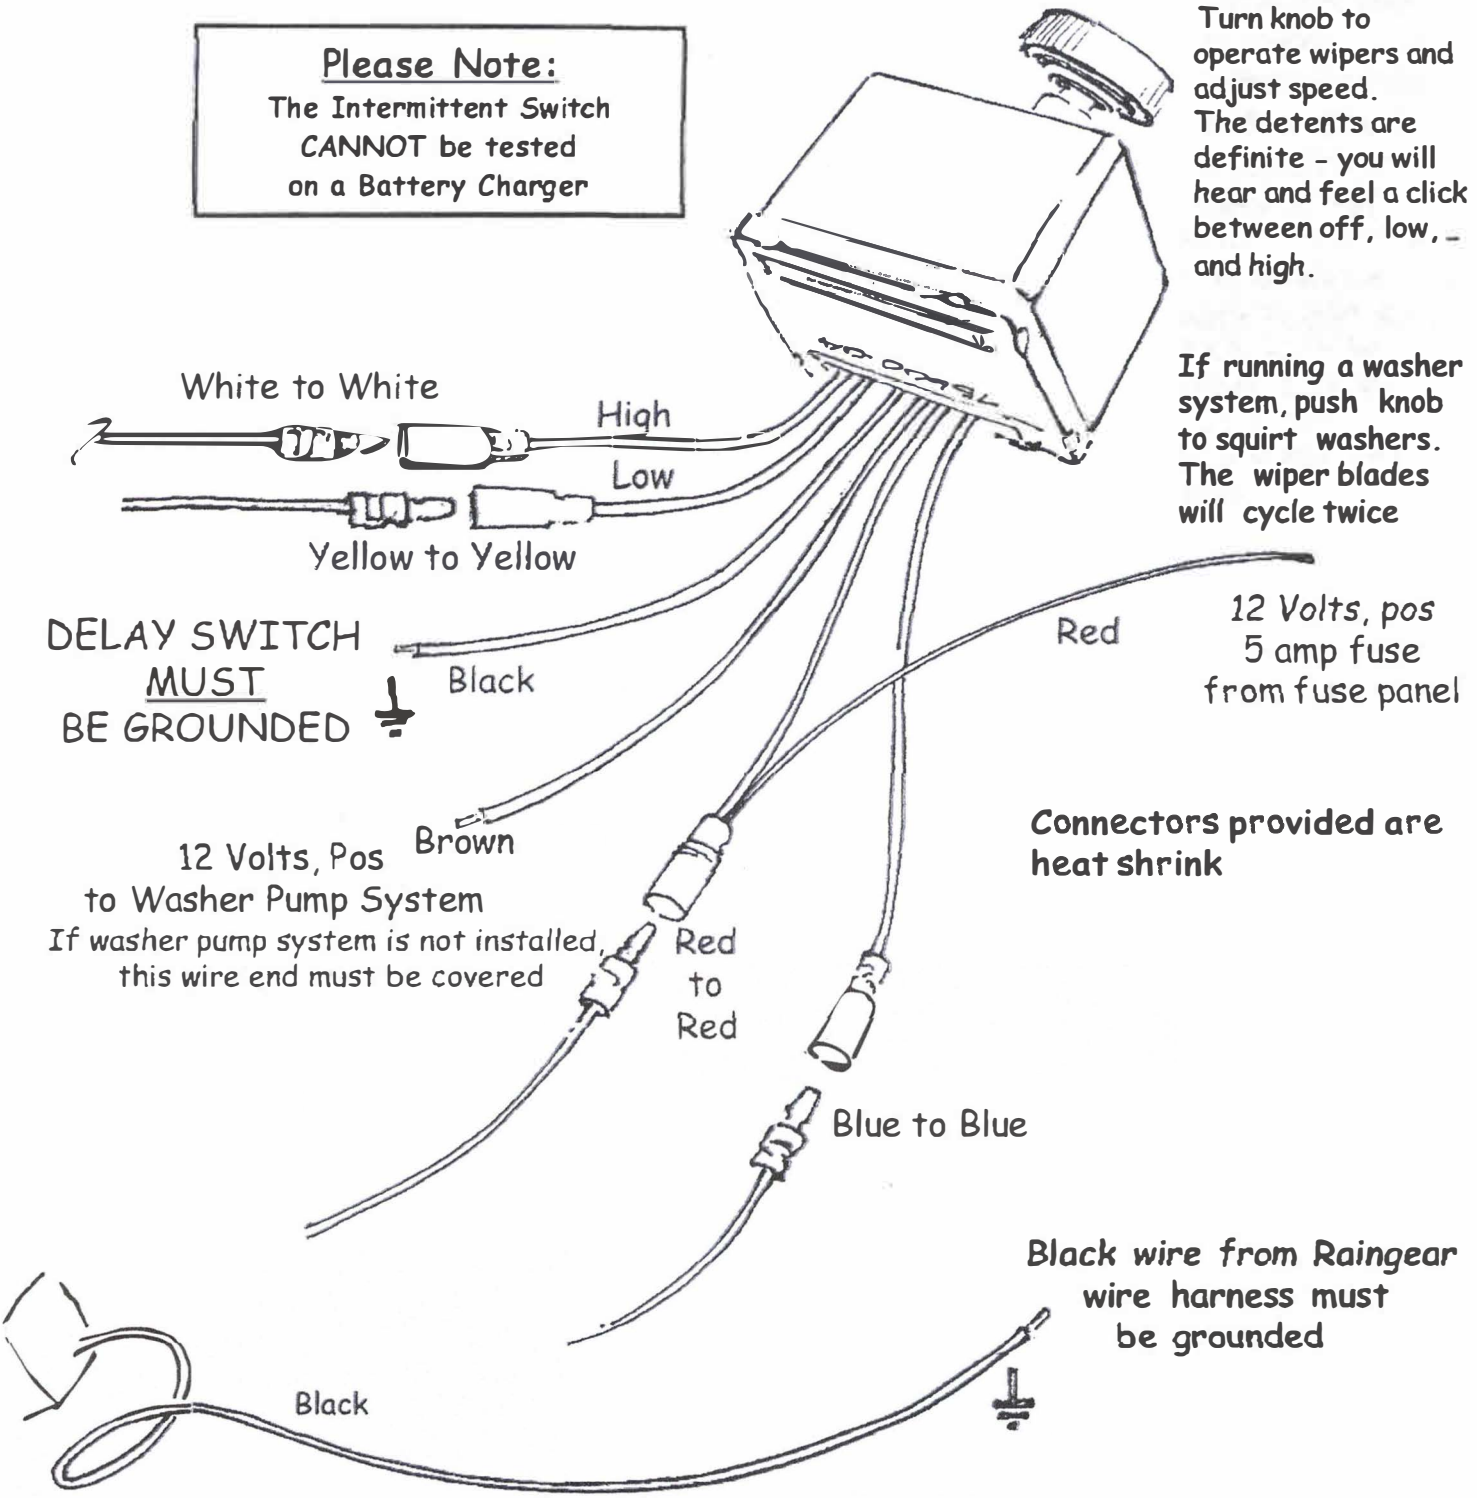 Please Note:
The Intermittent Switch
CANNOT be tested
on a Battery Charger
Turn knob to
operate wipers and
adjust speed.
The detents are
definite - you will
hear and feel a click
between off, low, -
and high.
If running a washer
system, push knob
to squirt washers.
The wiper blades
will cycle twice
White to White
High
Low
Yellow to Yellow
DELAY SWITCH
MUST
BE GROUNDED
Black
Red
12 Volts, pos
5 amp fuse
from fuse panel
Brown
12 Volts, Pos
to Washer Pump System
If washer pump system is not installed,
this wire end must be covered
Connectors provided are
heat shrink
Red
to
Red
Blue to Blue
Black wire from Raingear
wire harness must
be grounded
Black